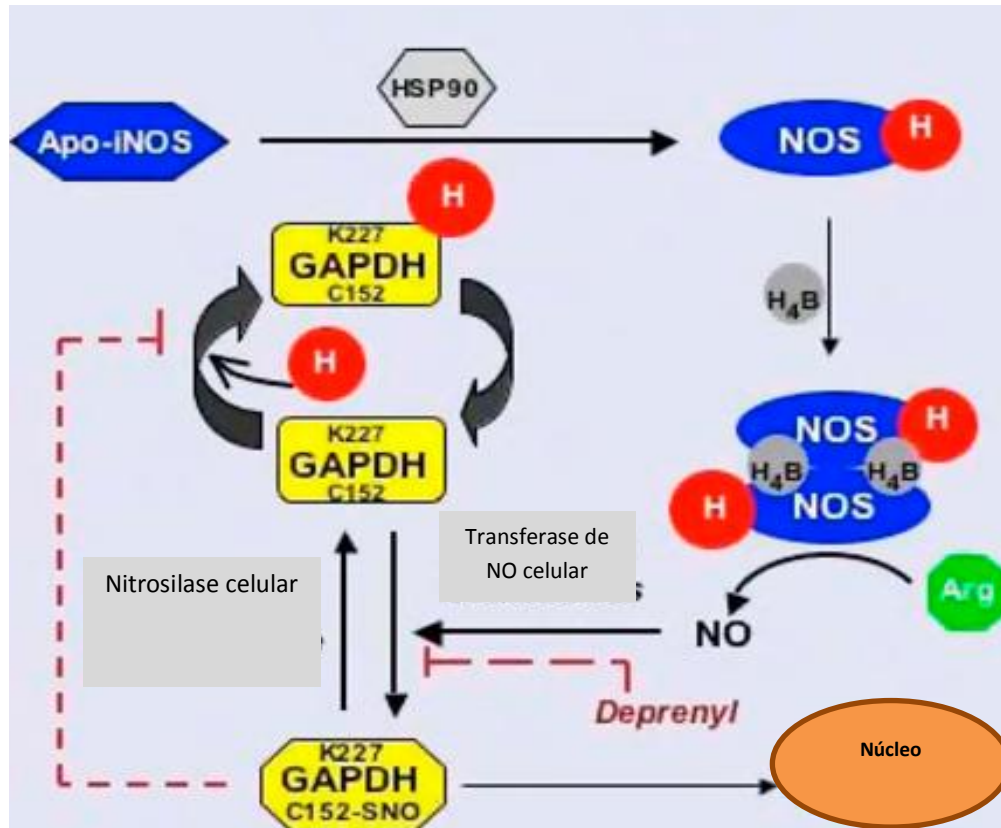 HSP90
Apo-iNOS
NOS
H
H
K227
GAPDH
C152
H
H₄B
K227
GAPDH
C152
NOS
H
H₄B
H₄B
H
NOS
Transferase de
NO celular
Nitrosilase celular
Arg
s
NO
Deprenyl
K227
GAPDH
C152-SNO
Núcleo